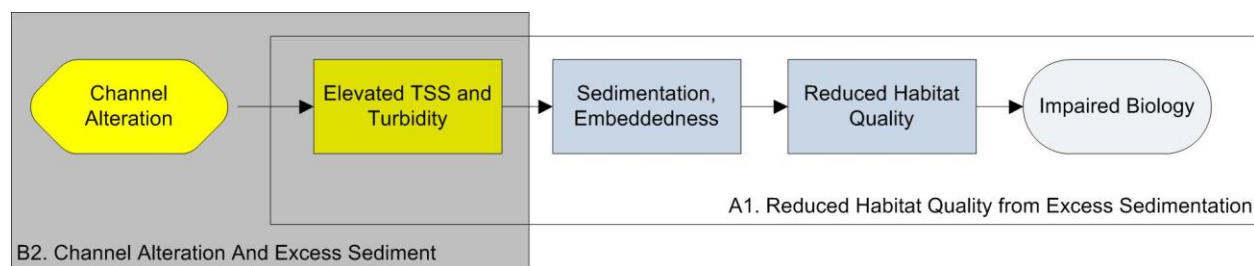 Channel
Alteration
Elevated TSS and
Turbidity
Sedimentation,
Embeddedness
Reduced Habitat
Quality
Impaired Biology
A1. Reduced Habitat Quality from Excess Sedimentation
B2. Channel Alteration And Excess Sediment